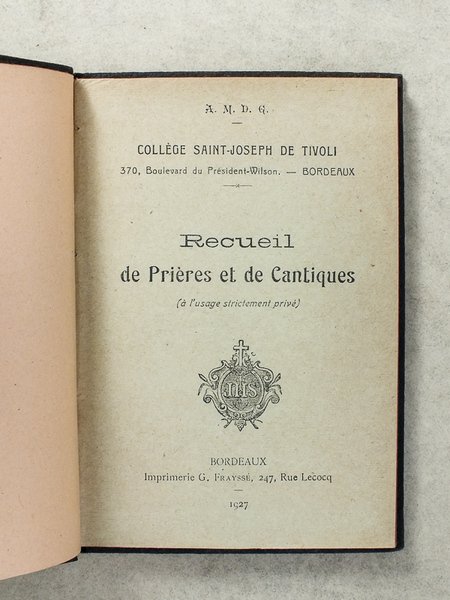 A. M. D. G.
COLLÈGE SAINT-JOSEPH DE TIVOLI
370, Boulevard du Président-Wilson. — BORDEAUX
Recueil
de Prières et de Cantiques
(à l'usage strictement privé)
IHS
BORDEAUX
Imprimerie G. FRAYSSE, 247, Rue Lecocq
1927